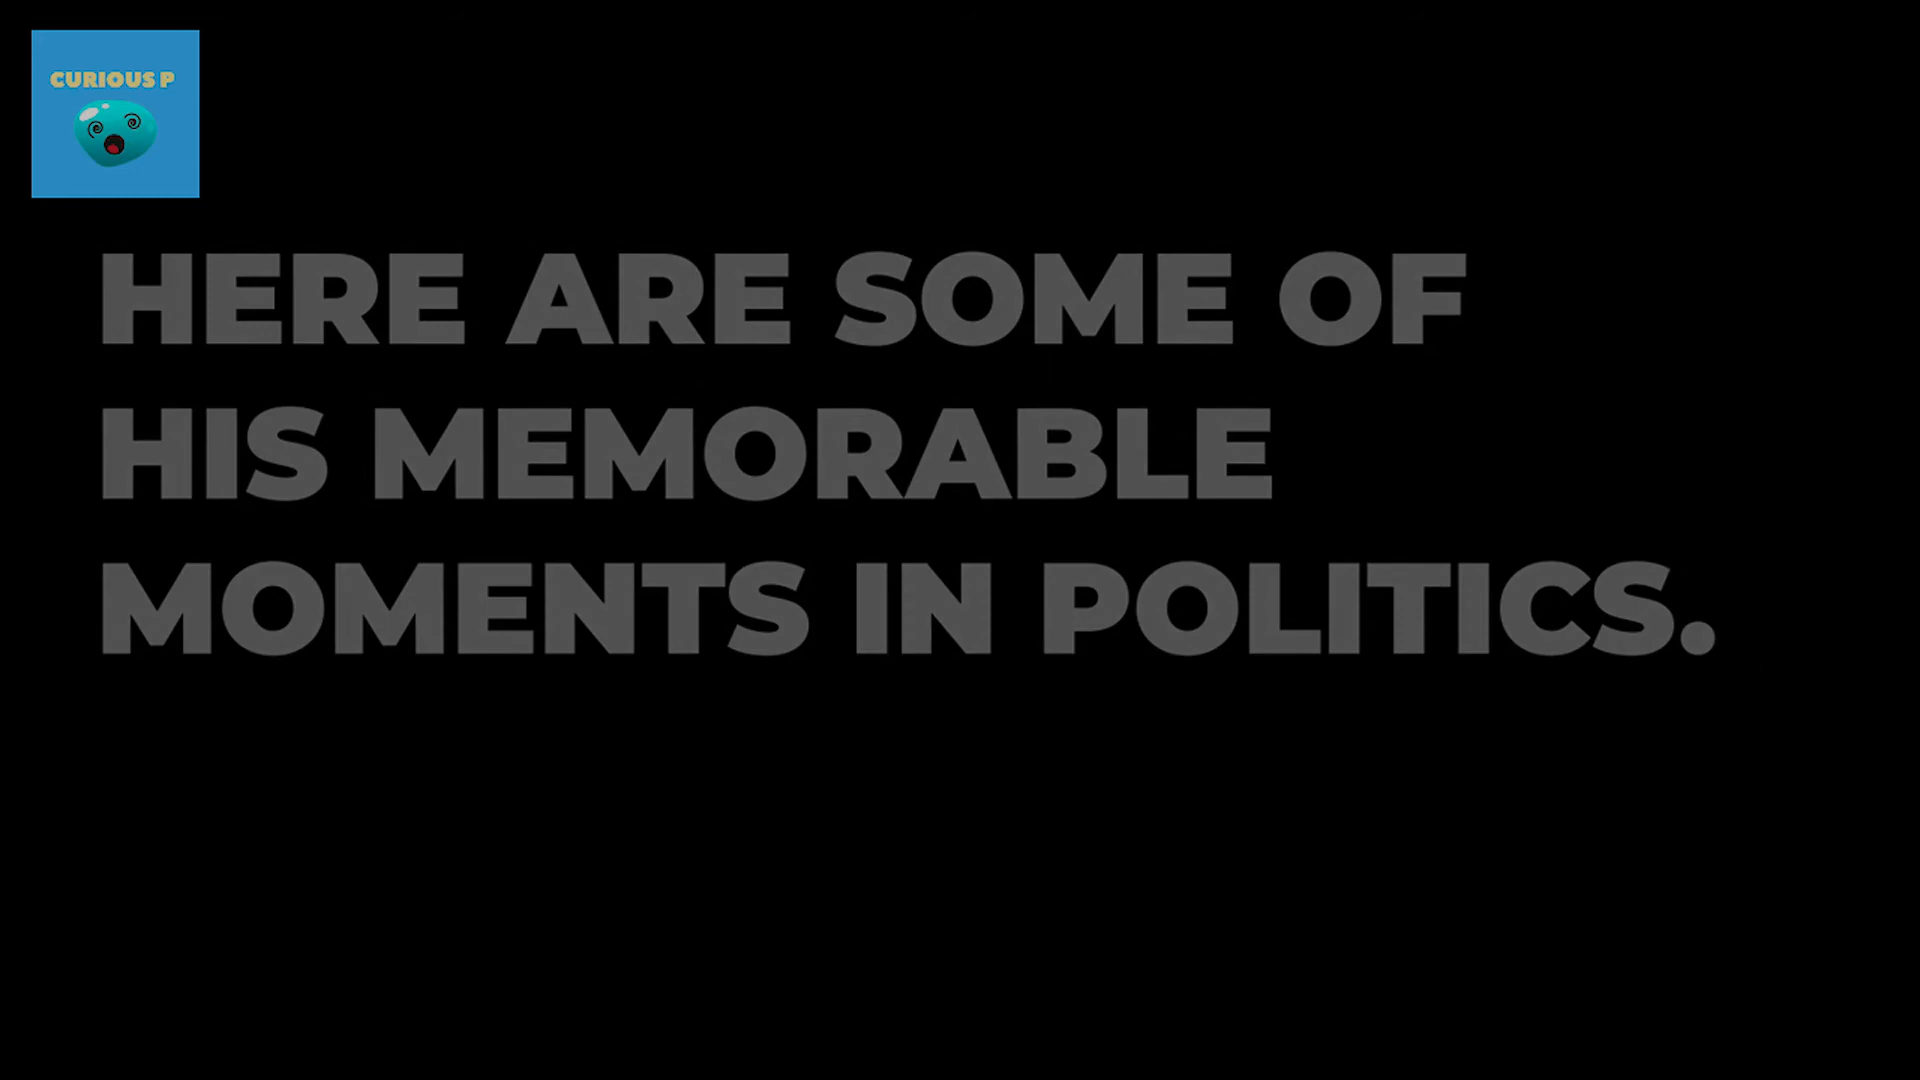 CURIOUS P
HERE ARE SOME OF
HIS MEMORABLE
MOMENTS IN POLITICS.